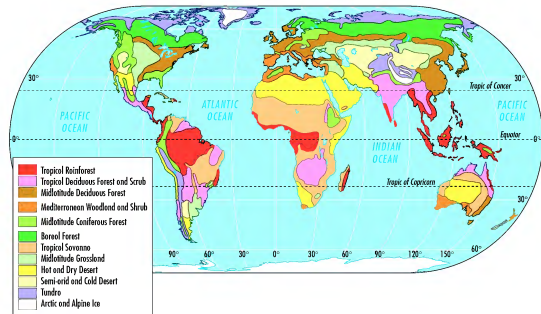 30°
30°
Tropic of Cancer
PACIFIC
OCEAN
ATLANTIC
OCEAN
PACIFIC
OCEAN
INDIAN
OCEAN
0°
Equator
0°
Tropic of Capricorn
30°
Tropical Rainforest
Tropical Deciduous Forest and Scrub
Midlatitude Deciduous Forest
Mediterranean Woodland and Shrub
Midlatitude Coniferous Forest
Boreal Forest
Tropical Savanna
Midlatitude Grassland
Hot and Dry Desert
Semi-arid and Cold Desert
Tundra
Arctic and Alpine Ice
90°
60°
30°
0°
30°
60°
90°
120°
150°
60°